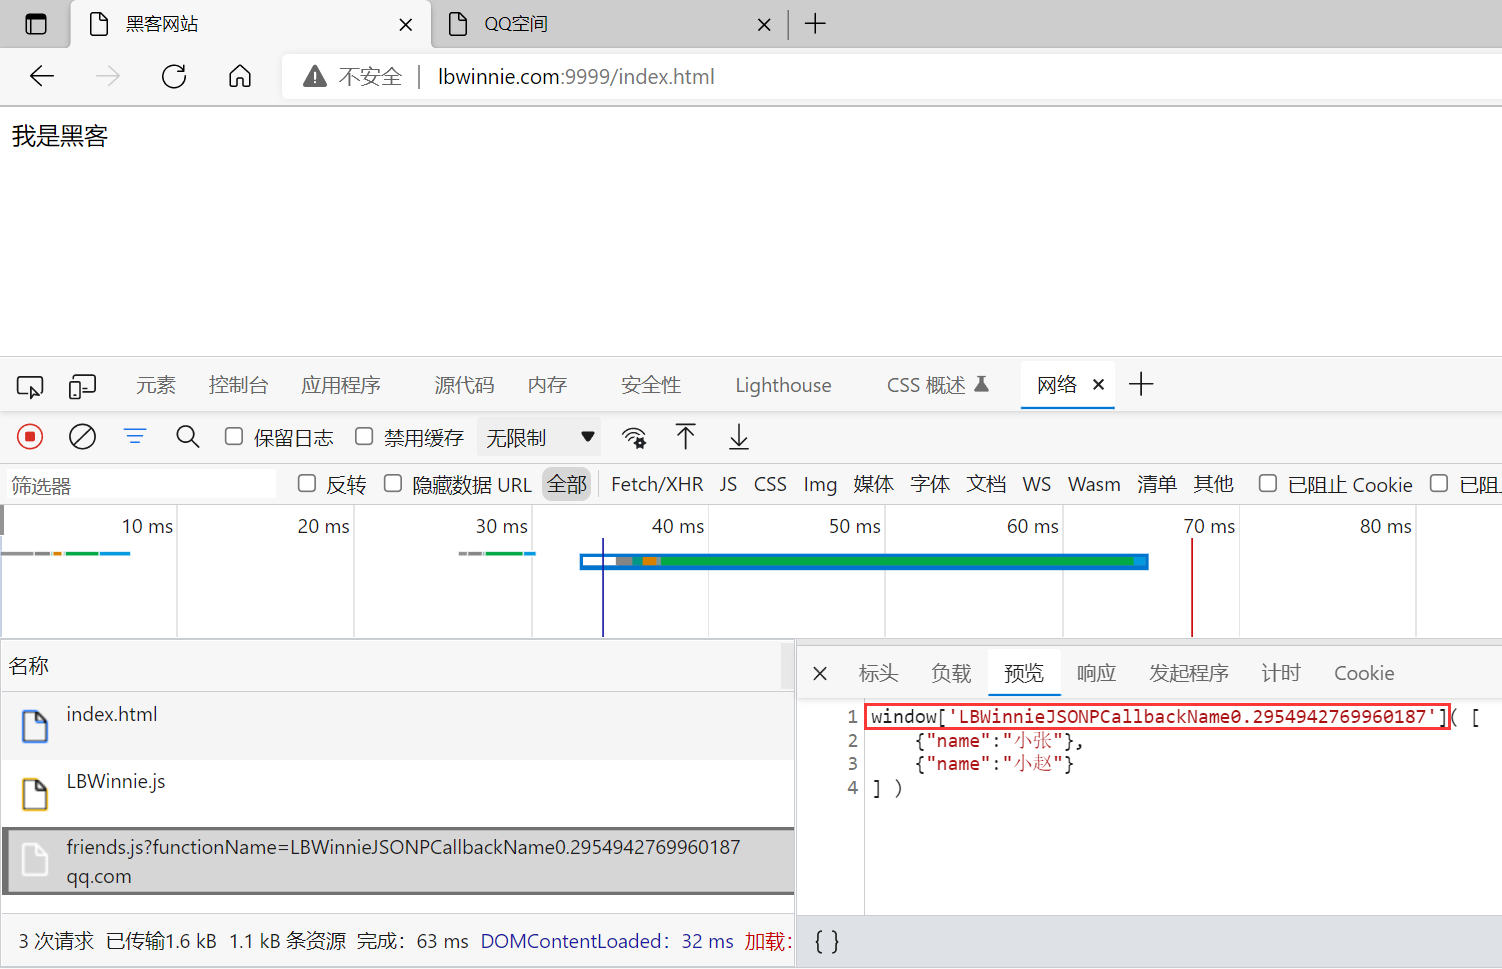 黑客网站 QQ空间
不安全 lbwinnie.com:9999/index.html
我是黑客
元素 控制台 应用程序 源代码 内存 安全性 Lighthouse CSS 概述 网络
保留日志 禁用缓存 无限制
筛选器 反转 隐藏数据 URL 全部 Fetch/XHR JS CSS Img 媒体 字体 文档 WS Wasm 清单 其他 已阻止 Cookie 已阻
10 ms 20 ms 30 ms 40 ms 50 ms 60 ms 70 ms 80 ms
名称
index.html
LBWinnie.js
friends.js?functionName=LBWinnieJSONPCallbackName0.2954942769960187
qq.com
3 次请求 已传输1.6 kB 1.1 kB 条资源 完成：63 ms DOMContentLoaded：32 ms 加载：
标头 负载 预览 响应 发起程序 计时 Cookie
1 window['LBWinnieJSONPCallbackName0.2954942769960187']( [
2 {"name":"小张"},
3 {"name":"小赵"}
4 ] )
{ }